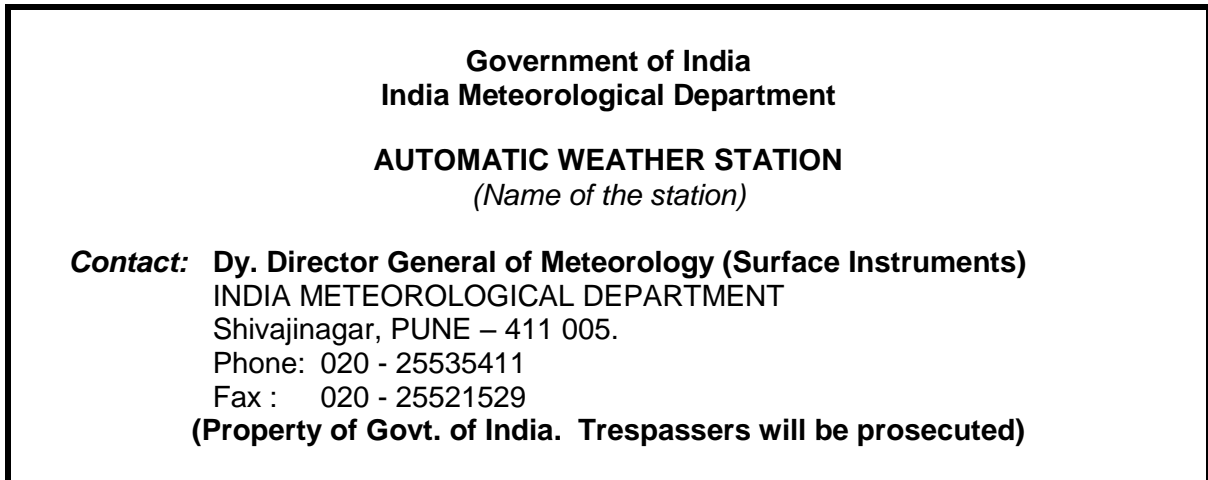 Government of India
India Meteorological Department
AUTOMATIC WEATHER STATION
(Name of the station)
Contact: Dy. Director General of Meteorology (Surface Instruments)
INDIA METEOROLOGICAL DEPARTMENT
Shivajinagar, PUNE – 411 005.
Phone: 020 - 25535411
Fax : 020 - 25521529
(Property of Govt. of India. Trespassers will be prosecuted)